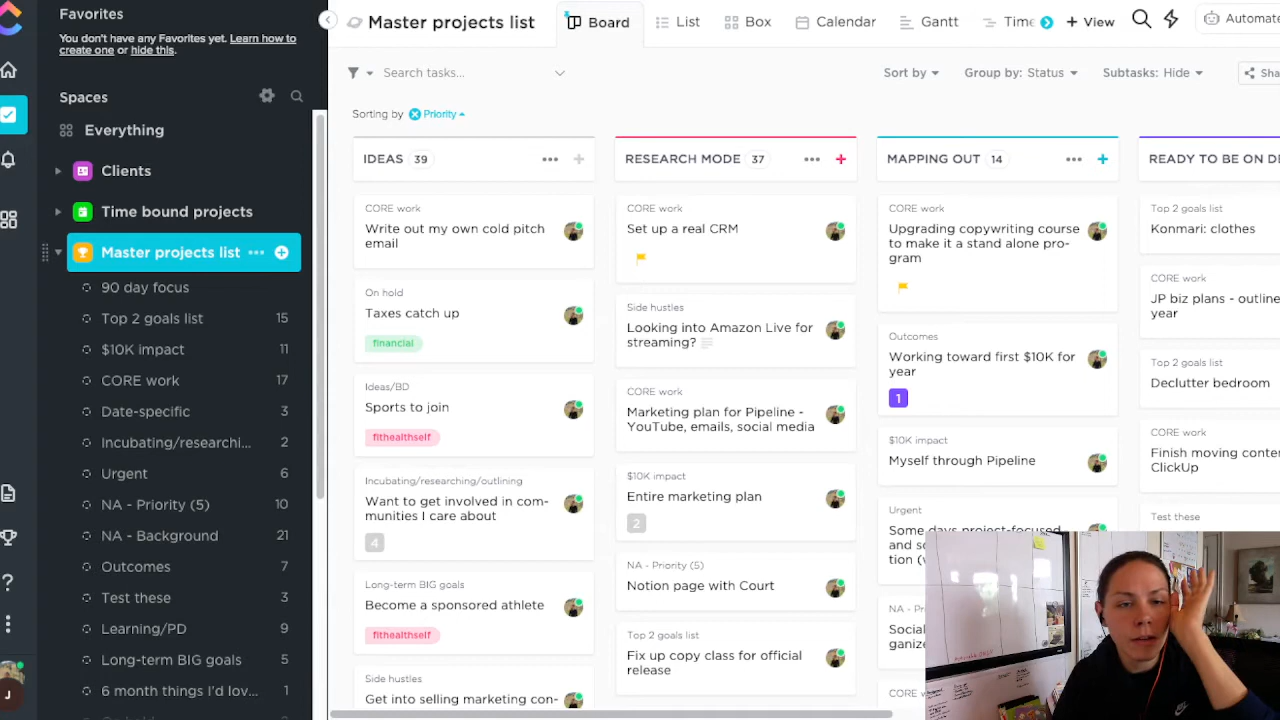 Favorites
You don't have any Favorites yet. Learn how to
create one or hide this.
Spaces
Everything
Clients
Time bound projects
Master projects list
90 day focus
Top 2 goals list 15
$10K impact 11
CORE work 17
Date-specific 3
Incubating/researchi... 2
Urgent 6
NA - Priority (5) 10
NA - Background 21
Outcomes 7
Test these 3
Learning/PD 9
Long-term BIG goals 5
6 month things I'd lov... 1
J
Master projects list
Board
List
Box
Calendar
Gantt
Time
+ View
Automate
Search tasks...
Sort by
Group by: Status
Subtasks: Hide
Sha
Sorting by Priority
IDEAS 39
CORE work
Write out my own cold pitch
email
On hold
Taxes catch up
financial
Ideas/BD
Sports to join
fithealthself
Incubating/researching/outlining
Want to get involved in com-
munities I care about
4
Long-term BIG goals
Become a sponsored athlete
fithealthself
Side hustles
Get into selling marketing con-
RESEARCH MODE 37
CORE work
Set up a real CRM
Side hustles
Looking into Amazon Live for
streaming?
CORE work
Marketing plan for Pipeline -
YouTube, emails, social media
$10K impact
Entire marketing plan
2
NA - Priority (5)
Notion page with Court
Top 2 goals list
Fix up copy class for official
release
MAPPING OUT 14
CORE work
Upgrading copywriting course
to make it a stand alone pro-
gram
Outcomes
Working toward first $10K for
year
1
$10K impact
Myself through Pipeline
Urgent
Some days project-focused
and so
tion (w
NA - Pr
Social
ganize
CORE w
READY TO BE ON DE
Top 2 goals list
Konmari: clothes
CORE work
JP biz plans - outline
year
Top 2 goals list
Declutter bedroom
CORE work
Finish moving conten
ClickUp
Test these